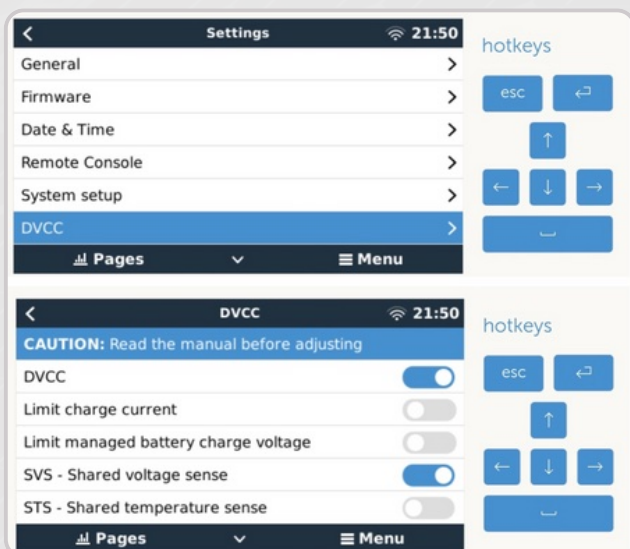 Settings 21:50
General
Firmware
Date & Time
Remote Console
System setup
DVCC
Pages Menu
hotkeys
esc
DVCC 21:50
CAUTION: Read the manual before adjusting
DVCC
Limit charge current
Limit managed battery charge voltage
SVS - Shared voltage sense
STS - Shared temperature sense
Pages Menu
hotkeys
esc